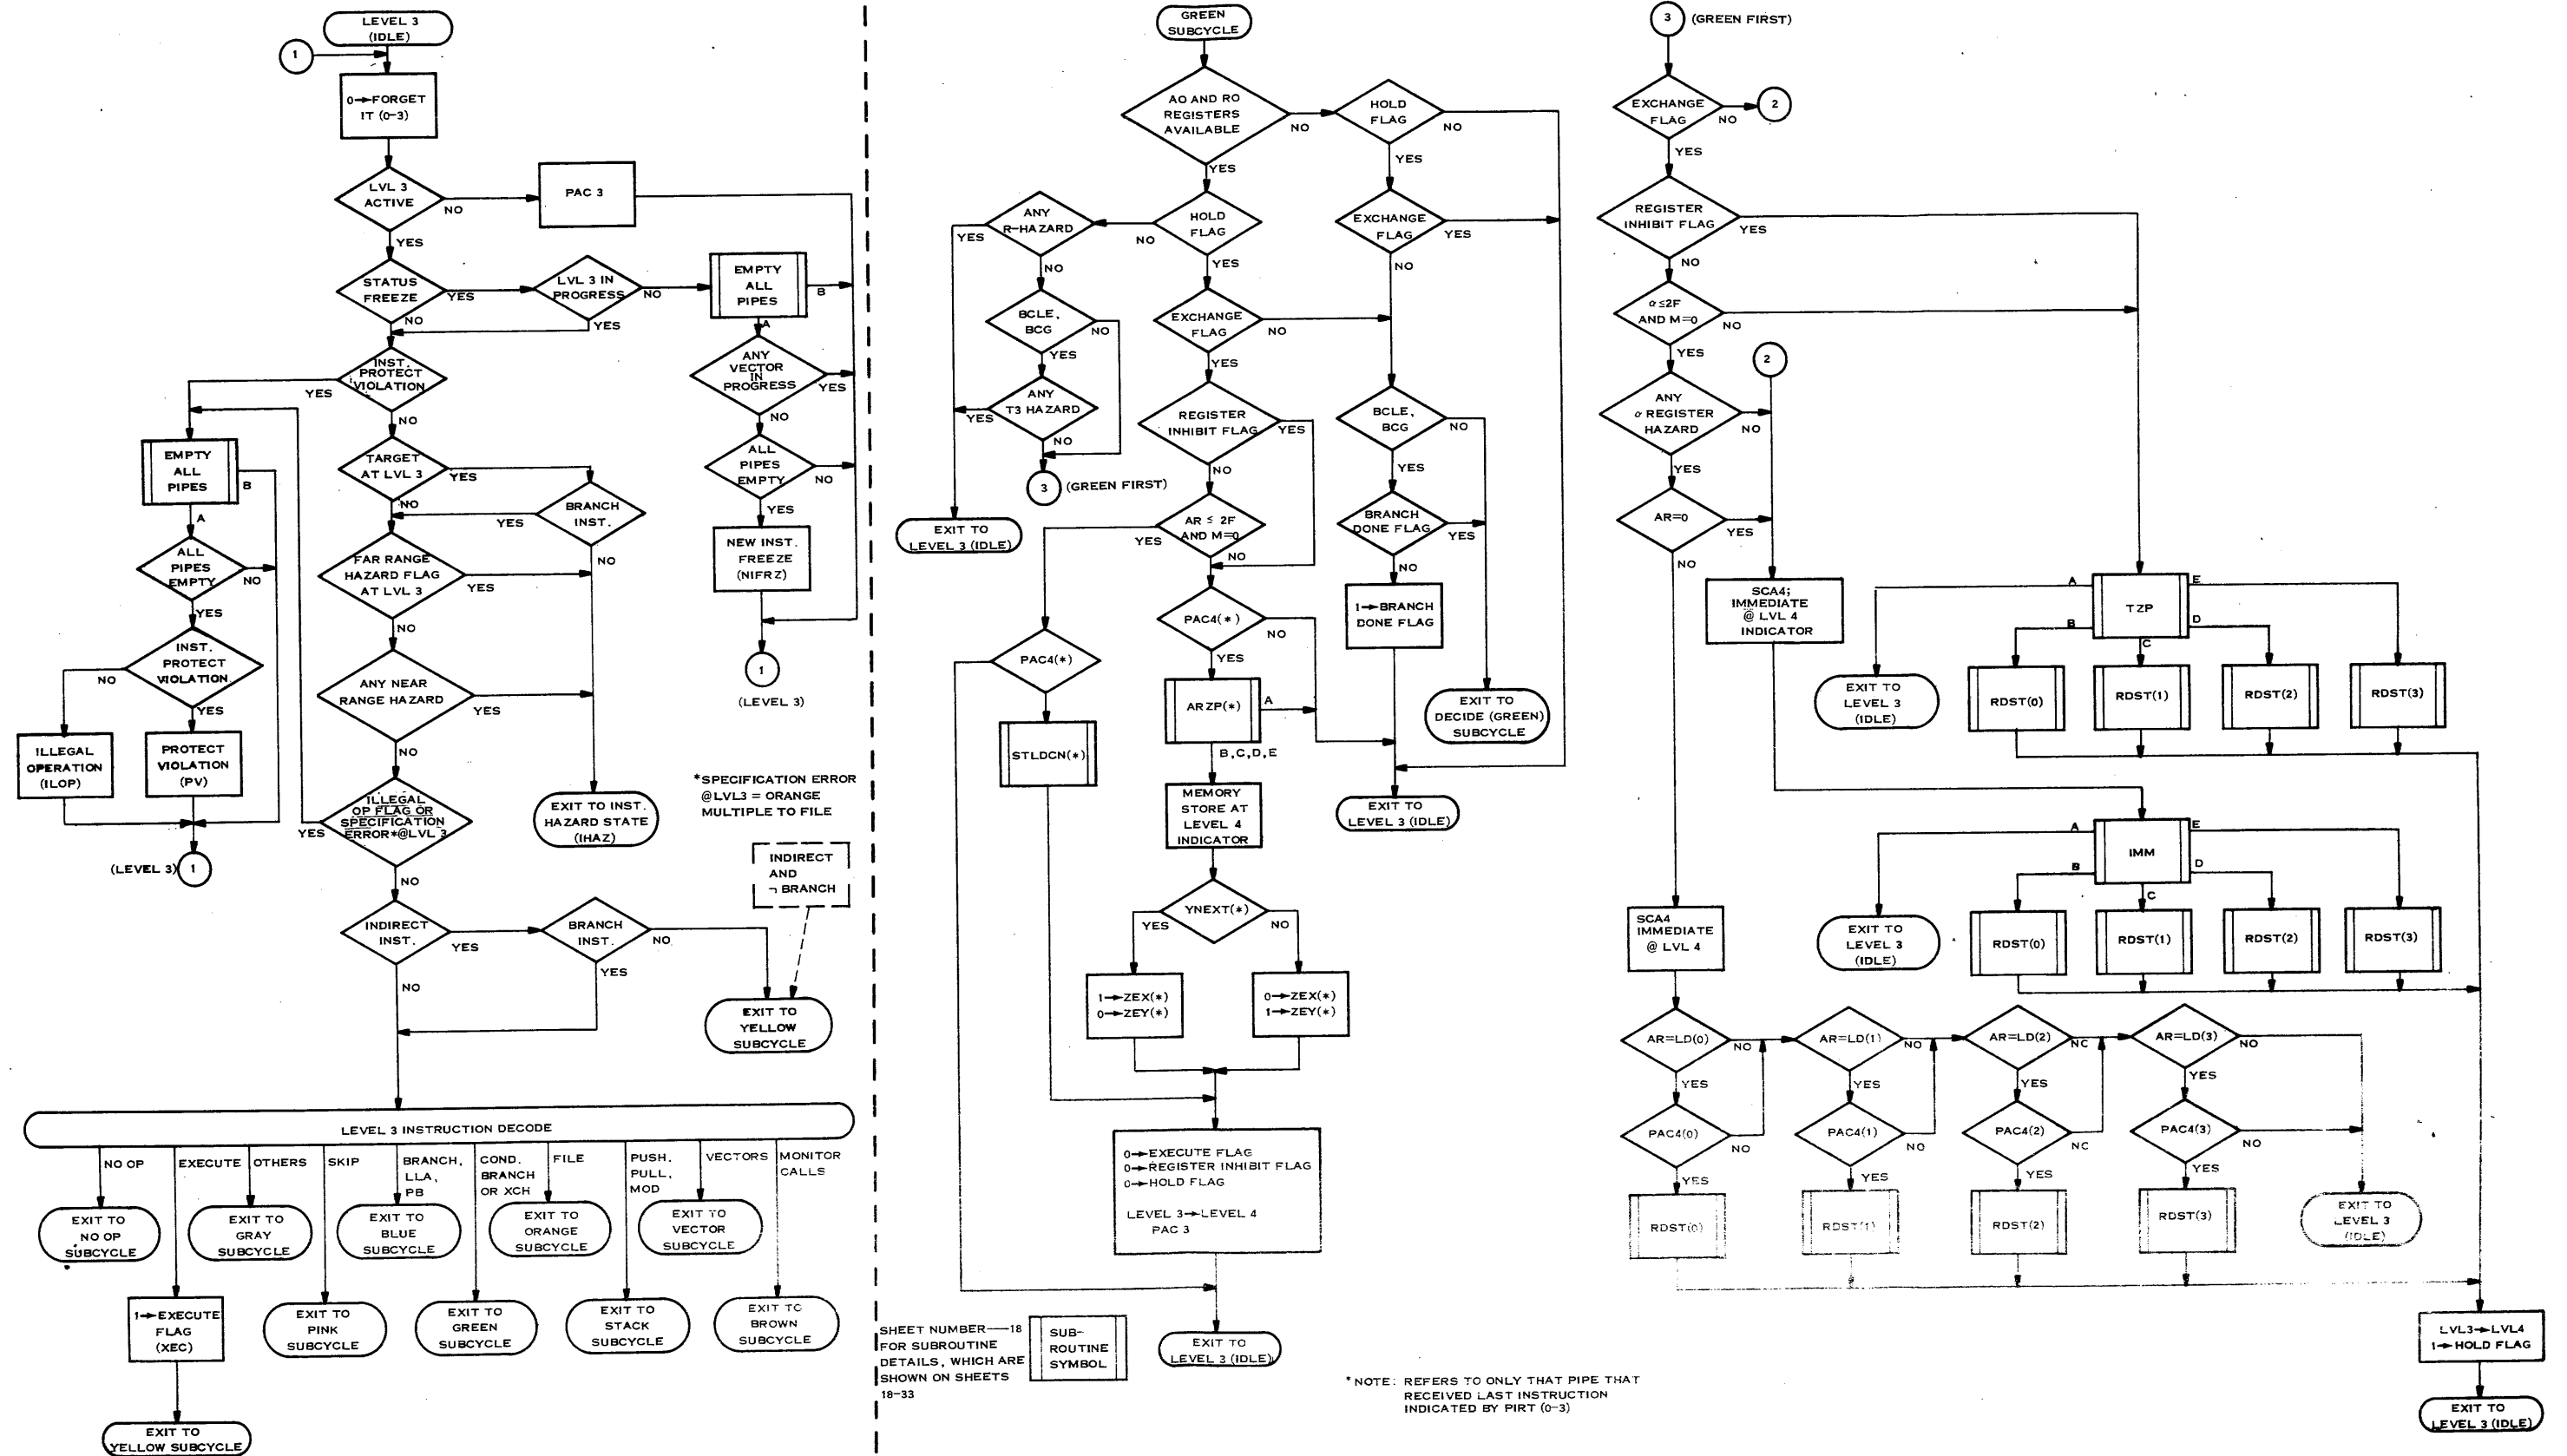 LEVEL 3
(IDLE)
1
0→FORGET
IT (0-3)
LVL 3
ACTIVE
NO
YES
PAC 3
STATUS
FREEZE
YES
NO
LVL 3 IN
PROGRESS
NO
YES
EMPTY
ALL
PIPES
B
A
ANY
VECTOR
IN
PROGRESS
YES
NO
ALL
PIPES
EMPTY
NO
YES
NEW INST.
FREEZE
(NIFRZ)
1
(LEVEL 3)
INST.
PROTECT
VIOLATION
YES
NO
EMPTY
ALL
PIPES
B
A
ALL
PIPES
EMPTY
NO
YES
INST.
PROTECT
VIOLATION
NO
YES
ILLEGAL
OPERATION
(ILOP)
PROTECT
VIOLATION
(PV)
(LEVEL 3)
1
TARGET
AT LVL 3
YES
NO
BRANCH
INST.
YES
NO
FAR RANGE
HAZARD FLAG
AT LVL 3
YES
NO
ANY NEAR
RANGE HAZARD
YES
NO
ILLEGAL
OP FLAG OR
SPECIFICATION
ERROR*@LVL 3
YES
NO
EXIT TO INST.
HAZARD STATE
(IHAZ)
*SPECIFICATION ERROR
@LVL3 = ORANGE
MULTIPLE TO FILE
INDIRECT
AND
¬ BRANCH
INDIRECT
INST.
YES
NO
BRANCH
INST.
NO
YES
EXIT TO
YELLOW
SUBCYCLE
LEVEL 3 INSTRUCTION DECODE
NO OP
EXECUTE
OTHERS
SKIP
BRANCH,
LLA,
PB
COND.
BRANCH
OR XCH
FILE
PUSH,
PULL,
MOD
VECTORS
MONITOR
CALLS
EXIT TO
NO OP
SUBCYCLE
EXIT TO
GRAY
SUBCYCLE
EXIT TO
BLUE
SUBCYCLE
EXIT TO
ORANGE
SUBCYCLE
EXIT TO
VECTOR
SUBCYCLE
1→EXECUTE
FLAG
(XEC)
EXIT TO
PINK
SUBCYCLE
EXIT TO
GREEN
SUBCYCLE
EXIT TO
STACK
SUBCYCLE
EXIT TO
BROWN
SUBCYCLE
EXIT TO
YELLOW SUBCYCLE
GREEN
SUBCYCLE
AO AND RO
REGISTERS
AVAILABLE
NO
YES
HOLD
FLAG
NO
YES
EXCHANGE
FLAG
YES
NO
HOLD
FLAG
NO
YES
ANY
R-HAZARD
YES
NO
BCLE,
BCG
NO
YES
ANY
T3 HAZARD
YES
NO
3
(GREEN FIRST)
EXIT TO
LEVEL 3 (IDLE)
EXCHANGE
FLAG
NO
YES
REGISTER
INHIBIT FLAG
YES
NO
AR ≤ 2F
AND M=0
YES
NO
BCLE,
BCG
NO
YES
BRANCH
DONE FLAG
YES
NO
1→BRANCH
DONE FLAG
EXIT TO
DECIDE (GREEN)
SUBCYCLE
EXIT TO
LEVEL 3 (IDLE)
PAC4(*)
NO
YES
PAC4(*)
STLDCN(*)
ARZP(*)
A
B,C,D,E
MEMORY
STORE AT
LEVEL 4
INDICATOR
YNEXT(*)
YES
NO
1→ZEX(*)
0→ZEY(*)
0→ZEX(*)
1→ZEY(*)
0→EXECUTE FLAG
0→REGISTER INHIBIT FLAG
0→HOLD FLAG
LEVEL 3→LEVEL 4
PAC 3
EXIT TO
LEVEL 3 (IDLE)
SHEET NUMBER——18
FOR SUBROUTINE
DETAILS, WHICH ARE
SHOWN ON SHEETS
18-33
SUB-
ROUTINE
SYMBOL
*NOTE: REFERS TO ONLY THAT PIPE THAT
RECEIVED LAST INSTRUCTION
INDICATED BY PIRT (0-3)
3
(GREEN FIRST)
EXCHANGE
FLAG
NO
2
YES
REGISTER
INHIBIT FLAG
YES
NO
α≤2F
AND M=0
NO
YES
2
ANY
α REGISTER
HAZARD
NO
YES
AR=0
YES
NO
SCA4;
IMMEDIATE
@ LVL 4
INDICATOR
TZP
A
B
C
D
E
EXIT TO
LEVEL 3
(IDLE)
RDST(0)
RDST(1)
RDST(2)
RDST(3)
IMM
A
B
C
D
E
EXIT TO
LEVEL 3
(IDLE)
RDST(0)
RDST(1)
RDST(2)
RDST(3)
SCA4
IMMEDIATE
@ LVL 4
AR=LD(0)
NO
AR=LD(1)
NO
AR=LD(2)
NC
AR=LD(3)
NO
YES
YES
YES
YES
PAC4(0)
NO
PAC4(1)
NO
PAC4(2)
NC
PAC4(3)
NO
YES
YES
YES
YES
RDST(0)
RDST(1)
RDST(2)
RDST(3)
EXIT TO
LEVEL 3
(IDLE)
LVL3→LVL4
1→HOLD FLAG
EXIT TO
LEVEL 3 (IDLE)